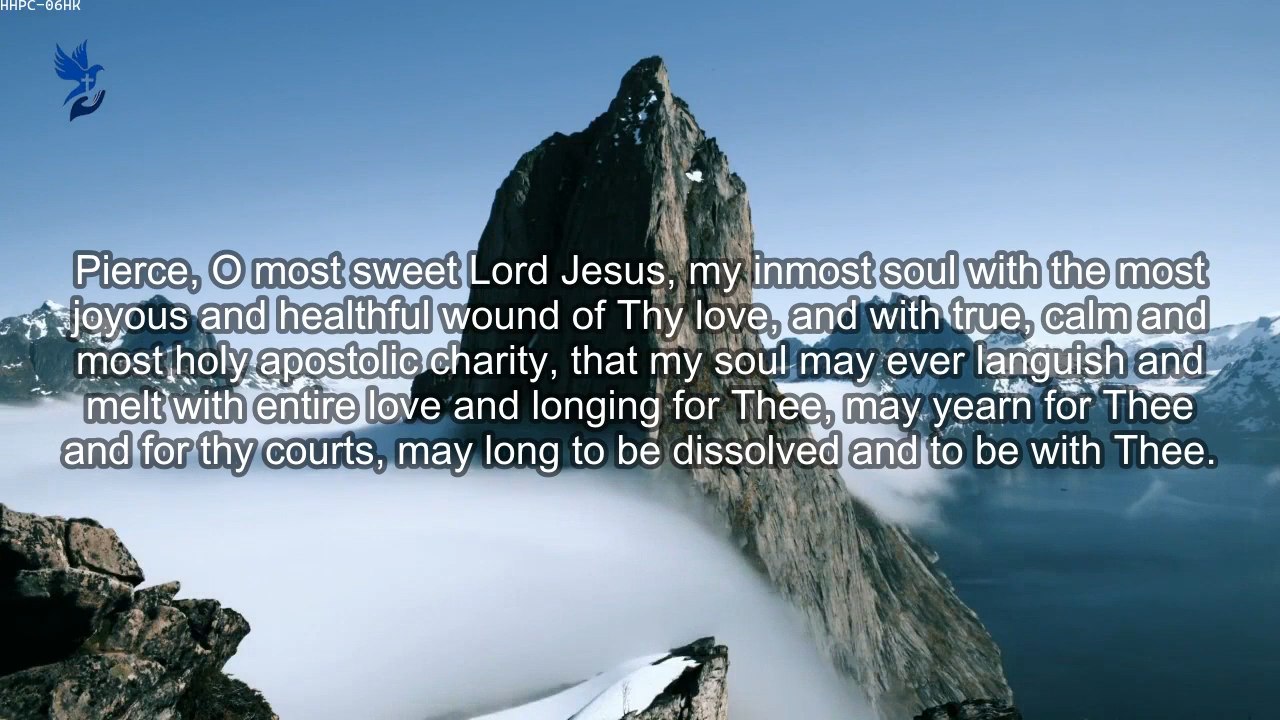 HHPC-06HK
Pierce, O most sweet Lord Jesus, my inmost soul with the most
joyous and healthful wound of Thy love, and with true, calm and
most holy apostolic charity, that my soul may ever languish and
melt with entire love and longing for Thee, may yearn for Thee
and for thy courts, may long to be dissolved and to be with Thee.